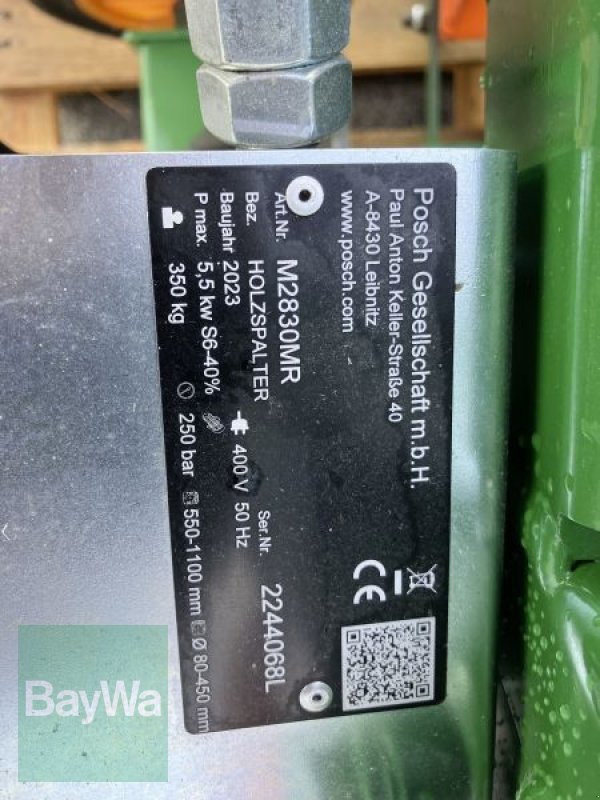 Posch Gesellschaft m.b.H.
Paul Anton Keller-Straße 40
A-8430 Leibnitz
www.posch.com
CE
Art.Nr. M2830MR Ser.Nr. 2244068L
Bez. HOLZSPALTER
Baujahr 2023 400 V 50 Hz
P max. 5,5 kw S6-40% 250 bar 550-1100 mm Ø 80-450 mm
350 kg
BayWa